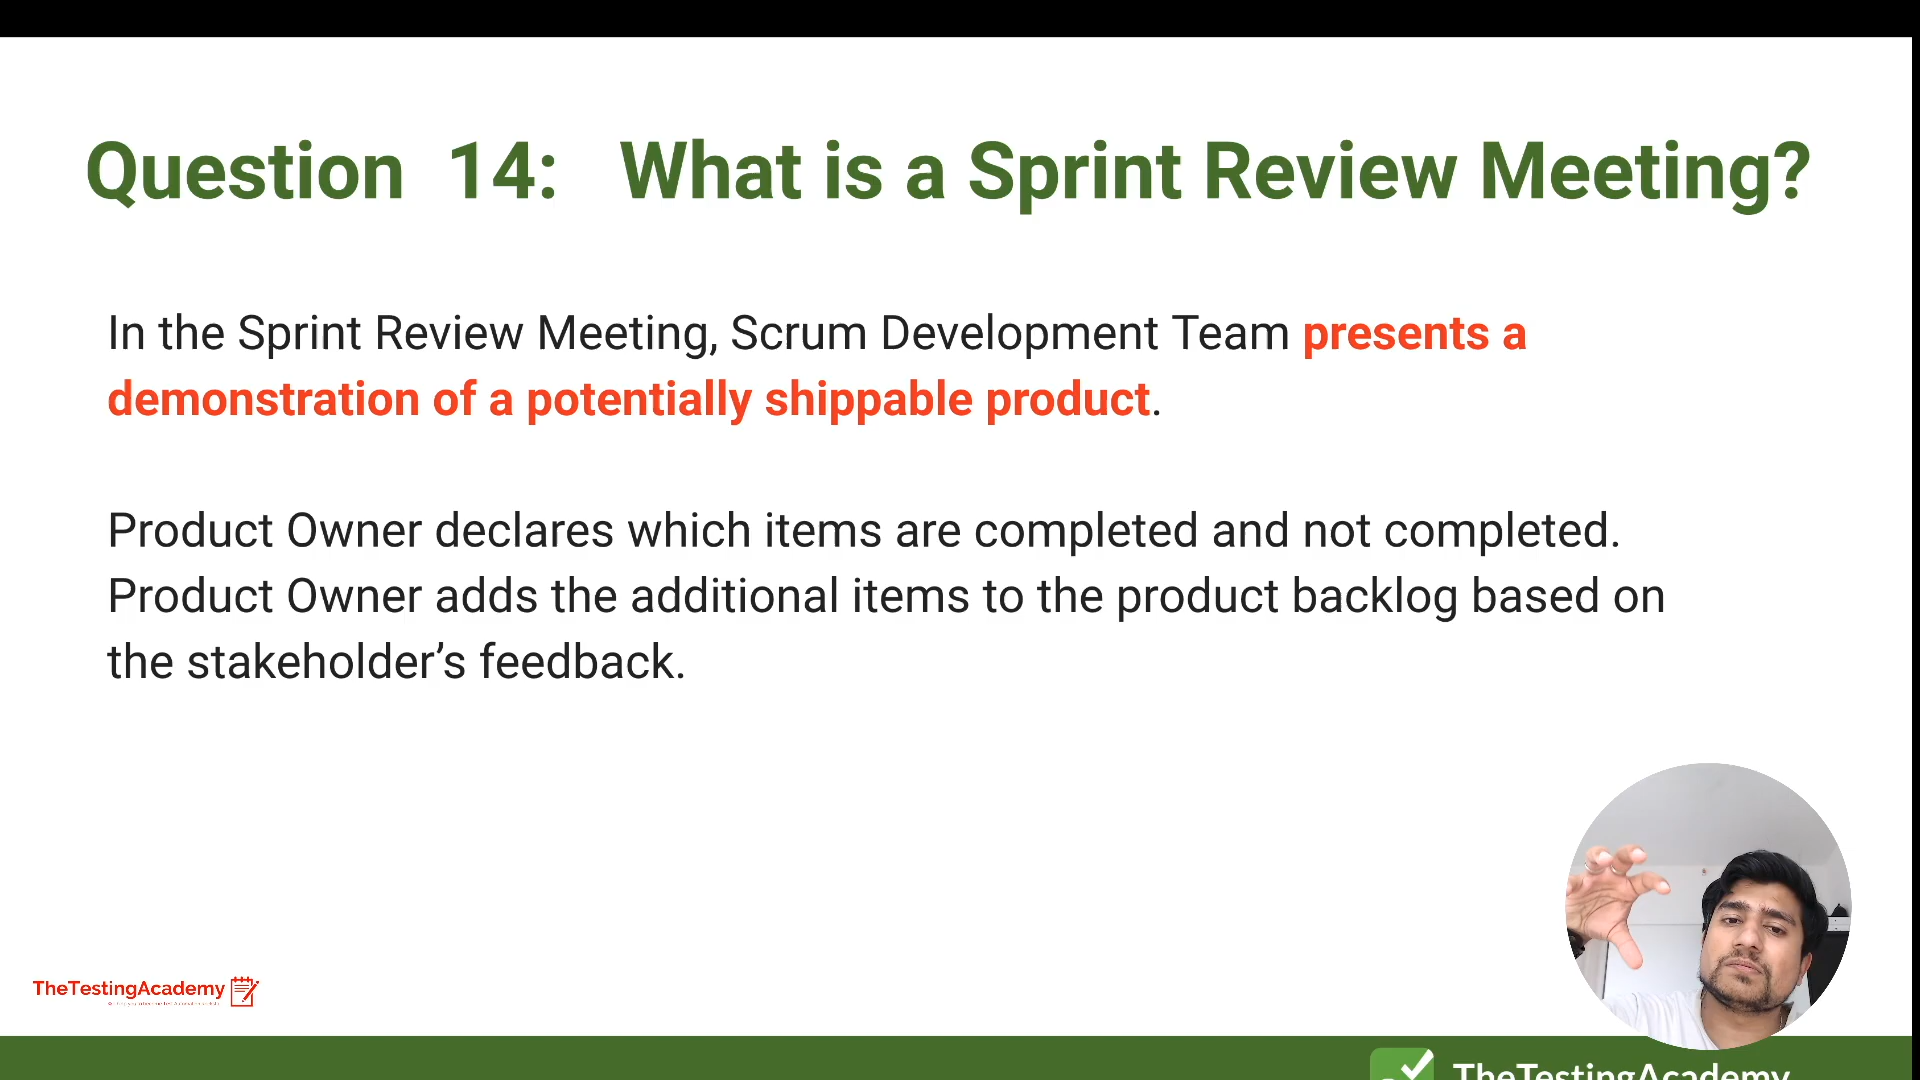 Question 14: What is a Sprint Review Meeting?
In the Sprint Review Meeting, Scrum Development Team presents a
demonstration of a potentially shippable product.
Product Owner declares which items are completed and not completed.
Product Owner adds the additional items to the product backlog based on
the stakeholder’s feedback.
TheTestingAcademy
TheTestingAcademy